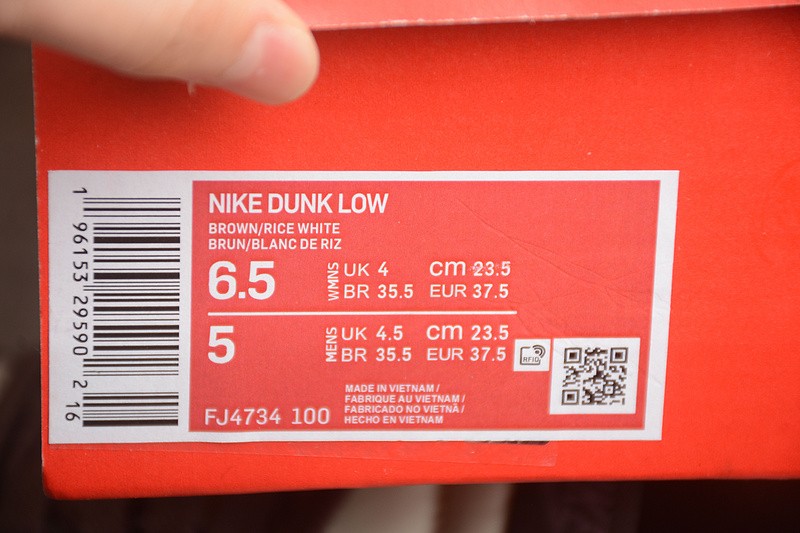 NIKE DUNK LOW
BROWN/RICE WHITE
BRUN/BLANC DE RIZ
6.5 WMNS UK 4 cm 23.5
BR 35.5 EUR 37.5
5 MENS UK 4.5 cm 23.5
BR 35.5 EUR 37.5
RFID
FJ4734 100
MADE IN VIETNAM /
FABRIQUE AU VIETNAM /
FABRICADO NO VIETNÃ /
HECHO EN VIETNAM
1 96153 29590 2 16